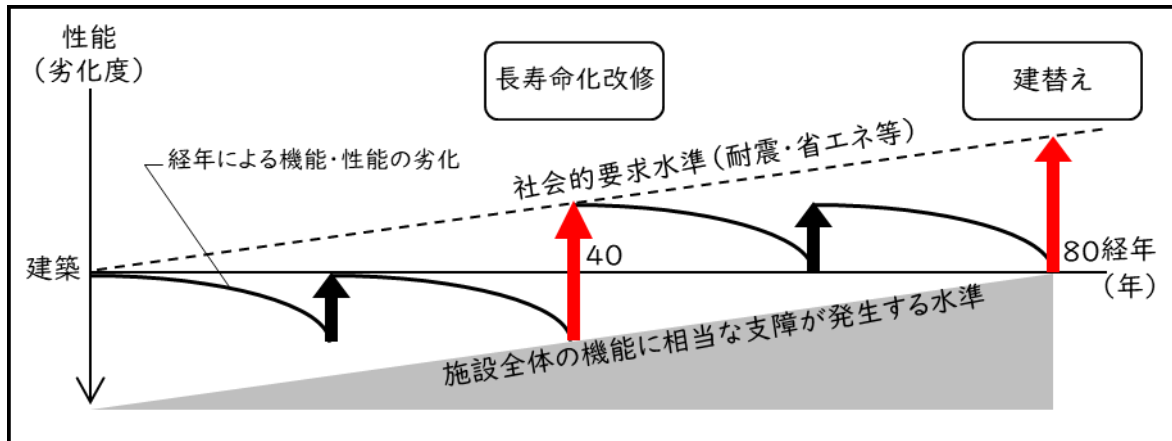 性能
（劣化度）
長寿命化改修
建替え
経年による機能・性能の劣化
社会的要求水準（耐震・省エネ等）
建築
40
80
経年
（年）
施設全体の機能に相当な支障が発生する水準